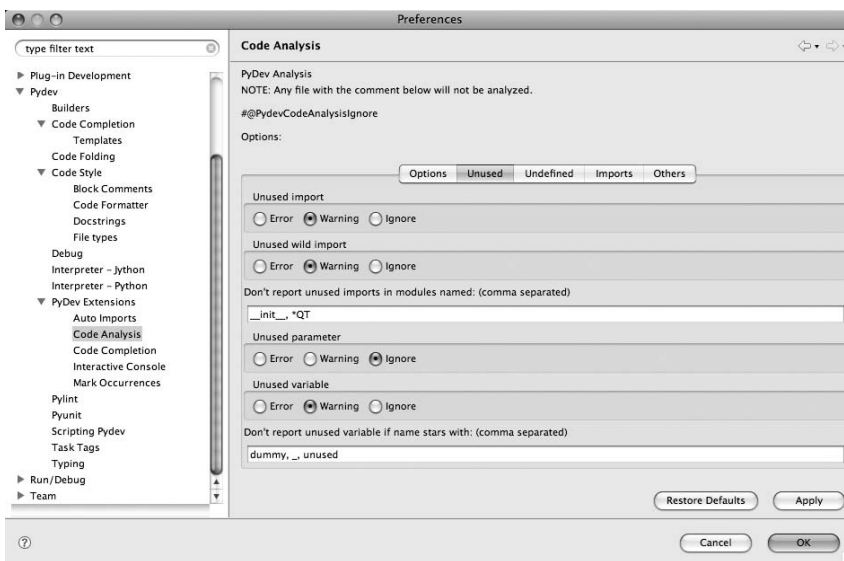 Preferences
type filter text
Plug-in Development
Pydev
Builders
Code Completion
Templates
Code Folding
Code Style
Block Comments
Code Formatter
Docstrings
File types
Debug
Interpreter - Jython
Interpreter - Python
PyDev Extensions
Auto Imports
Code Analysis
Code Completion
Interactive Console
Mark Occurrences
Pylint
Pyunit
Scripting Pydev
Task Tags
Typing
Run/Debug
Team
Code Analysis
PyDev Analysis
NOTE: Any file with the comment below will not be analyzed.
#@PydevCodeAnalysisIgnore
Options:
Options Unused Undefined Imports Others
Unused import
Error Warning Ignore
Unused wild import
Error Warning Ignore
Don't report unused imports in modules named: (comma separated)
__init__, *QT
Unused parameter
Error Warning Ignore
Unused variable
Error Warning Ignore
Don't report unused variable if name stars with: (comma separated)
dummy, _, unused
Restore Defaults Apply
? Cancel OK